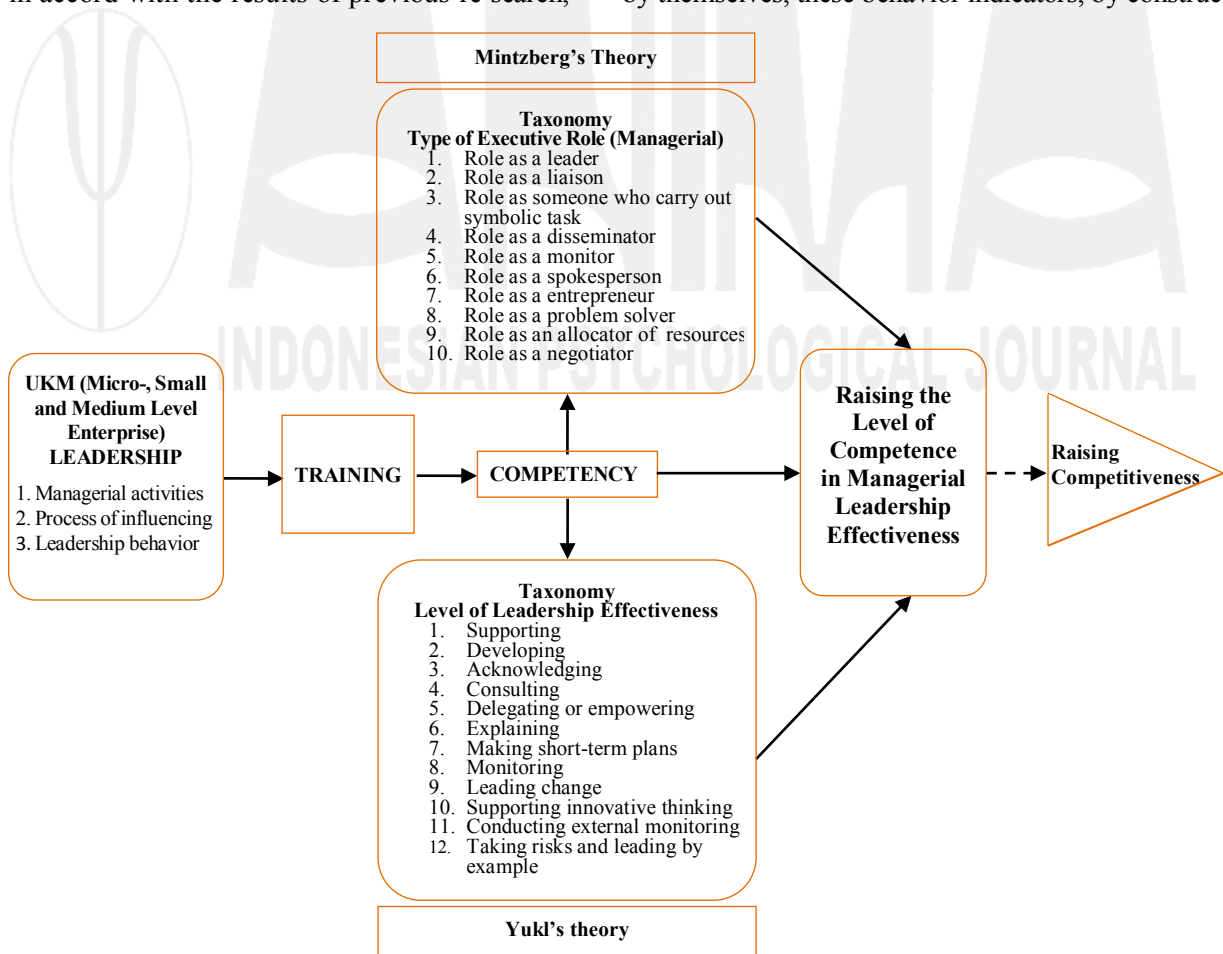 in accord with the results of previous re-search,
by themselves, these behavior indicators, by construc
Mintzberg's Theory
Taxonomy
Type of Executive Role (Managerial)
1. Role as a leader
2. Role as a liaison
3. Role as someone who carry out
symbolic task
4. Role as a disseminator
5. Role as a monitor
6. Role as a spokesperson
7. Role as a entrepreneur
8. Role as a problem solver
9. Role as an allocator of resources
10. Role as a negotiator
INDONESIAN PSYCHOLOGICAL JOURNAL
UKM (Micro-, Small
and Medium Level
Enterprise)
LEADERSHIP
1. Managerial activities
2. Process of influencing
3. Leadership behavior
TRAINING
COMPETENCY
Raising the
Level of
Competence
in Managerial
Leadership
Effectiveness
Raising
Competitiveness
Taxonomy
Level of Leadership Effectiveness
1. Supporting
2. Developing
3. Acknowledging
4. Consulting
5. Delegating or empowering
6. Explaining
7. Making short-term plans
8. Monitoring
9. Leading change
10. Supporting innovative thinking
11. Conducting external monitoring
12. Taking risks and leading by
example
Yukl's theory